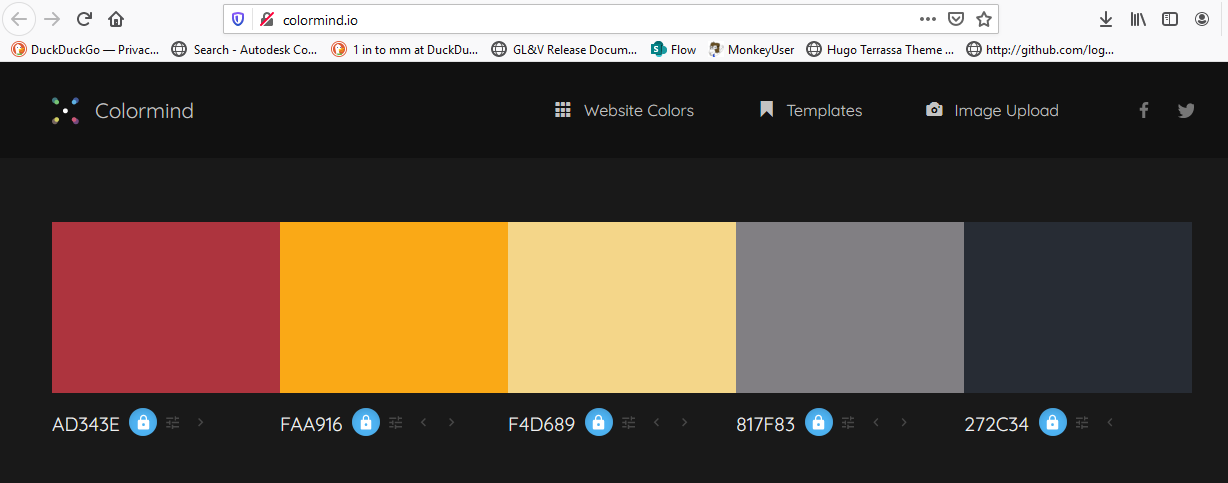 colormind.io
DuckDuckGo — Privac... Search - Autodesk Co... 1 in to mm at DuckDu... GL&V Release Docum... Flow MonkeyUser Hugo Terrassa Theme ... http://github.com/log...
Colormind Website Colors Templates Image Upload
AD343E FAA916 F4D689 817F83 272C34